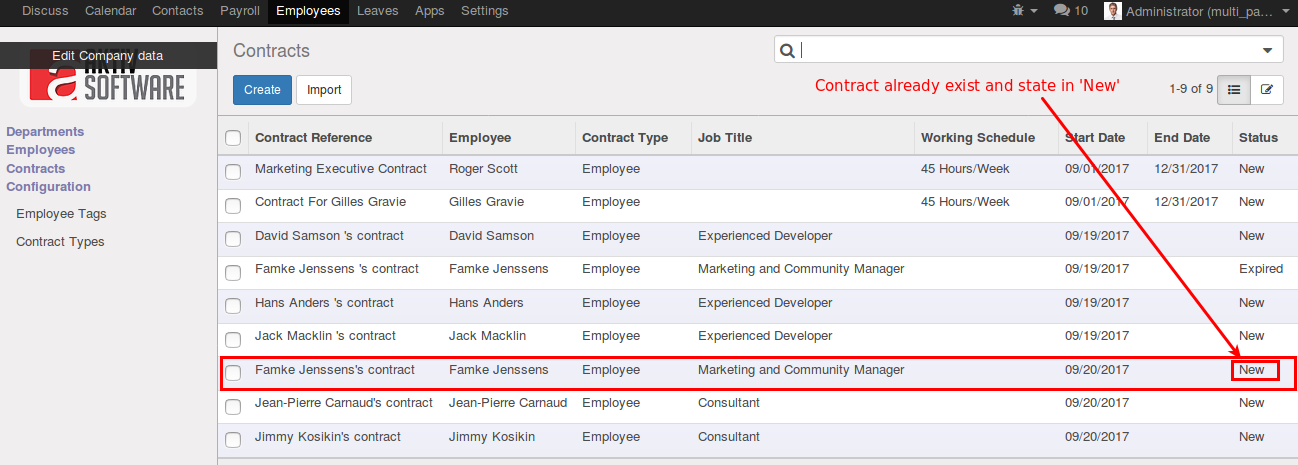 Discuss Calendar Contacts Payroll Employees Leaves Apps Settings 10 Administrator (multi_pa...
Edit Company data
AKTIV
SOFTWARE
Contracts
Create Import
Contract already exist and state in 'New'
1-9 of 9
Departments
Employees
Contracts
Configuration
Employee Tags
Contract Types
Contract Reference Employee Contract Type Job Title Working Schedule Start Date End Date Status
Marketing Executive Contract Roger Scott Employee 45 Hours/Week 09/01/2017 12/31/2017 New
Contract For Gilles Gravie Gilles Gravie Employee 45 Hours/Week 09/01/2017 12/31/2017 New
David Samson 's contract David Samson Employee Experienced Developer 09/19/2017 New
Famke Jenssens 's contract Famke Jenssens Employee Marketing and Community Manager 09/19/2017 Expired
Hans Anders 's contract Hans Anders Employee Experienced Developer 09/19/2017 New
Jack Macklin 's contract Jack Macklin Employee Experienced Developer 09/19/2017 New
Famke Jenssens's contract Famke Jenssens Employee Marketing and Community Manager 09/20/2017 New
Jean-Pierre Carnaud's contract Jean-Pierre Carnaud Employee Consultant 09/20/2017 New
Jimmy Kosikin's contract Jimmy Kosikin Employee Consultant 09/20/2017 New